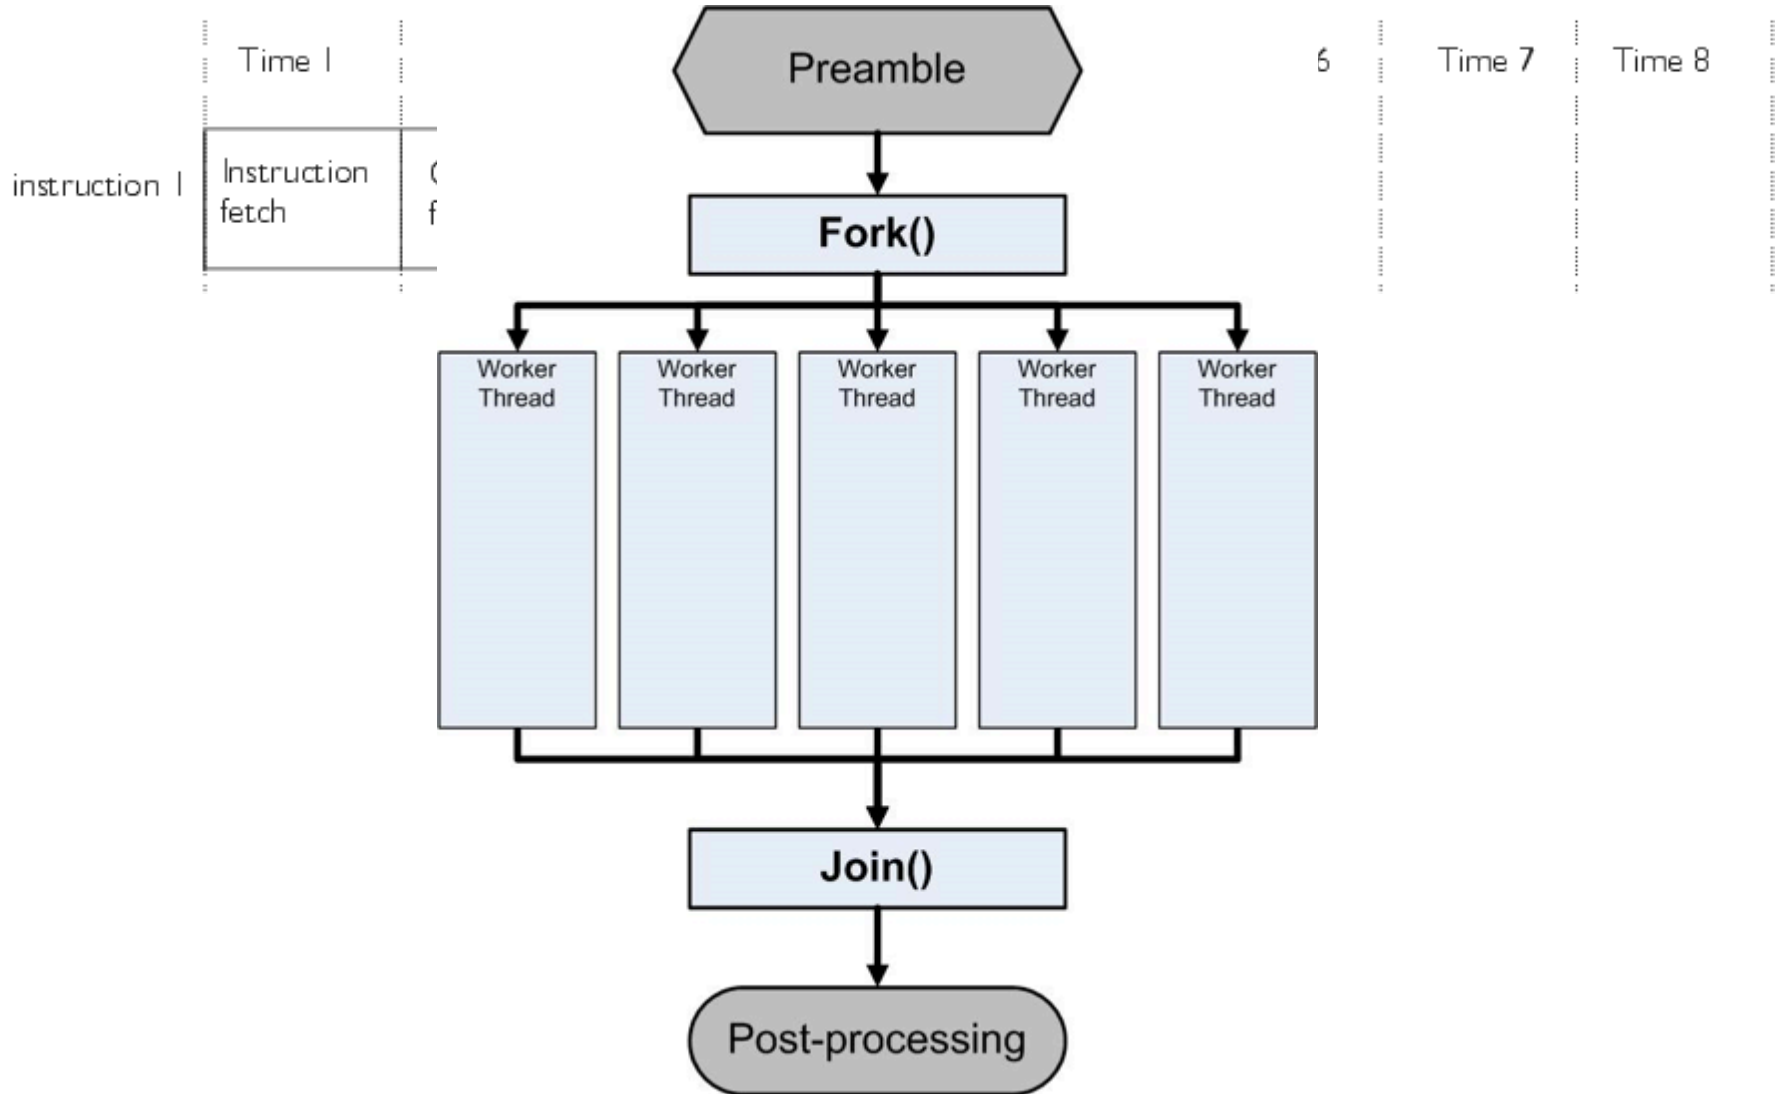 Time 1
Preamble
6
Time 7
Time 8
instruction 1
Instruction
fetch
Fork()
Worker
Thread
Worker
Thread
Worker
Thread
Worker
Thread
Worker
Thread
Join()
Post-processing